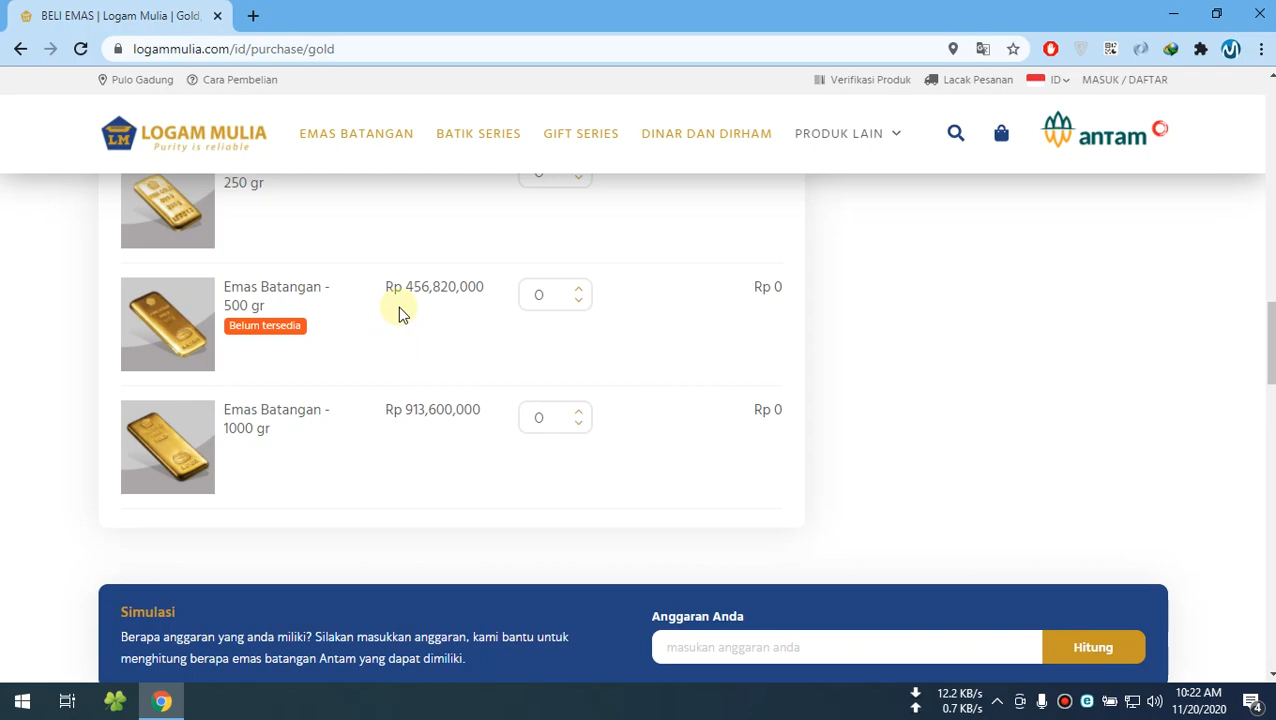 BELI EMAS | Logam Mulia | Gold,
logammulia.com/id/purchase/gold
Pulo Gadung
Cara Pembelian
Verifikasi Produk
Lacak Pesanan
ID
MASUK / DAFTAR
LM
LOGAM MULIA
Purity is reliable
EMAS BATANGAN
BATIK SERIES
GIFT SERIES
DINAR DAN DIRHAM
PRODUK LAIN
antam
250 gr
Emas Batangan -
500 gr
Belum tersedia
Rp 456,820,000
0
Rp 0
Emas Batangan -
1000 gr
Rp 913,600,000
0
Rp 0
Simulasi
Berapa anggaran yang anda miliki? Silakan masukkan anggaran, kami bantu untuk
menghitung berapa emas batangan Antam yang dapat dimiliki.
Anggaran Anda
masukan anggaran anda
Hitung
12.2 KB/s
0.7 KB/s
10:22 AM
11/20/2020
4